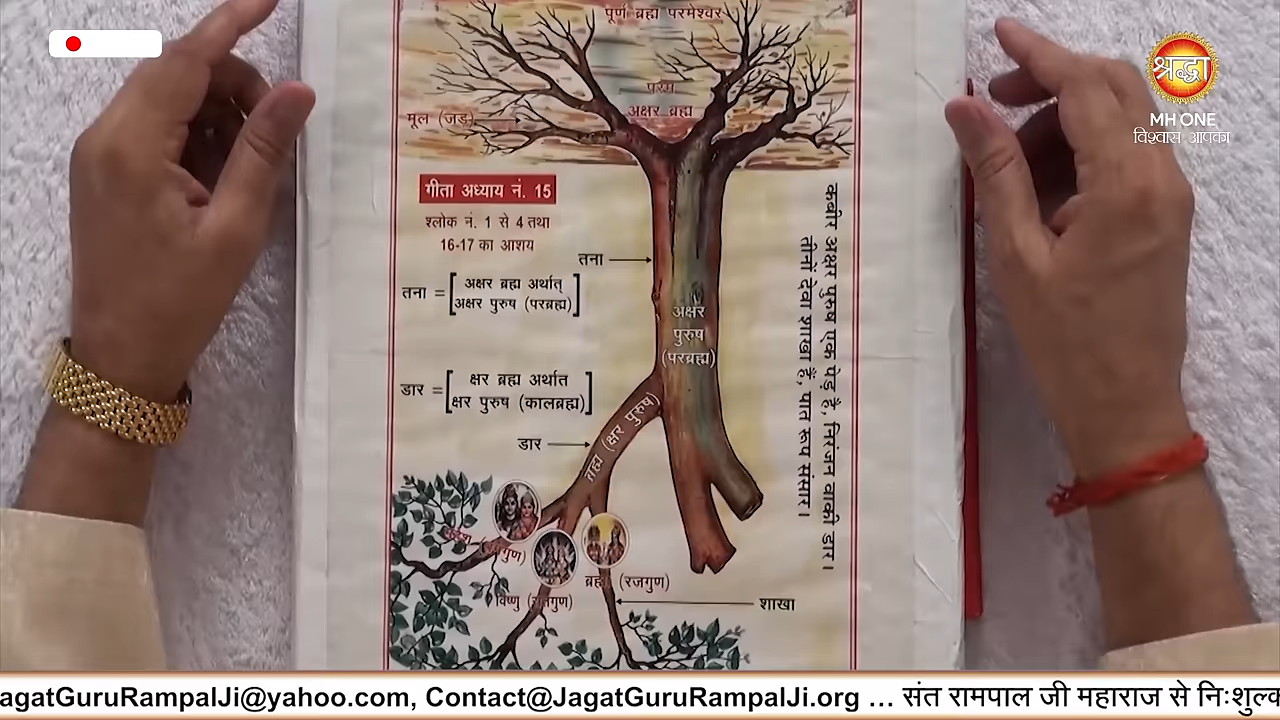 पूर्ण ब्रह्म परमेश्वर
परम
अक्षर ब्रह्म
मूल (जड़)
श्रद्धा
MH ONE
विश्वास आपका
गीता अध्याय नं. 15
श्लोक नं. 1 से 4 तथा
16-17 का आशय
तना
तना = [अक्षर ब्रह्म अर्थात्
अक्षर पुरुष (परब्रह्म)]
अक्षर
पुरुष
(परब्रह्म)
डार = [क्षर ब्रह्म अर्थात
क्षर पुरुष (कालब्रह्म)]
डार
ब्रह्म (क्षर पुरुष)
कबीर अक्षर पुरुष एक पेड़ है, निरंजन वाकी डार।
तीनों देवा शाखा हैं, पात रूप संसार।
ब्रह्मा (रजगुण)
विष्णु (सतगुण)
शाखा
agatGuruRampalJi@yahoo.com, Contact@JagatGuruRampalJi.org ... संत रामपाल जी महाराज से निःशुल्क